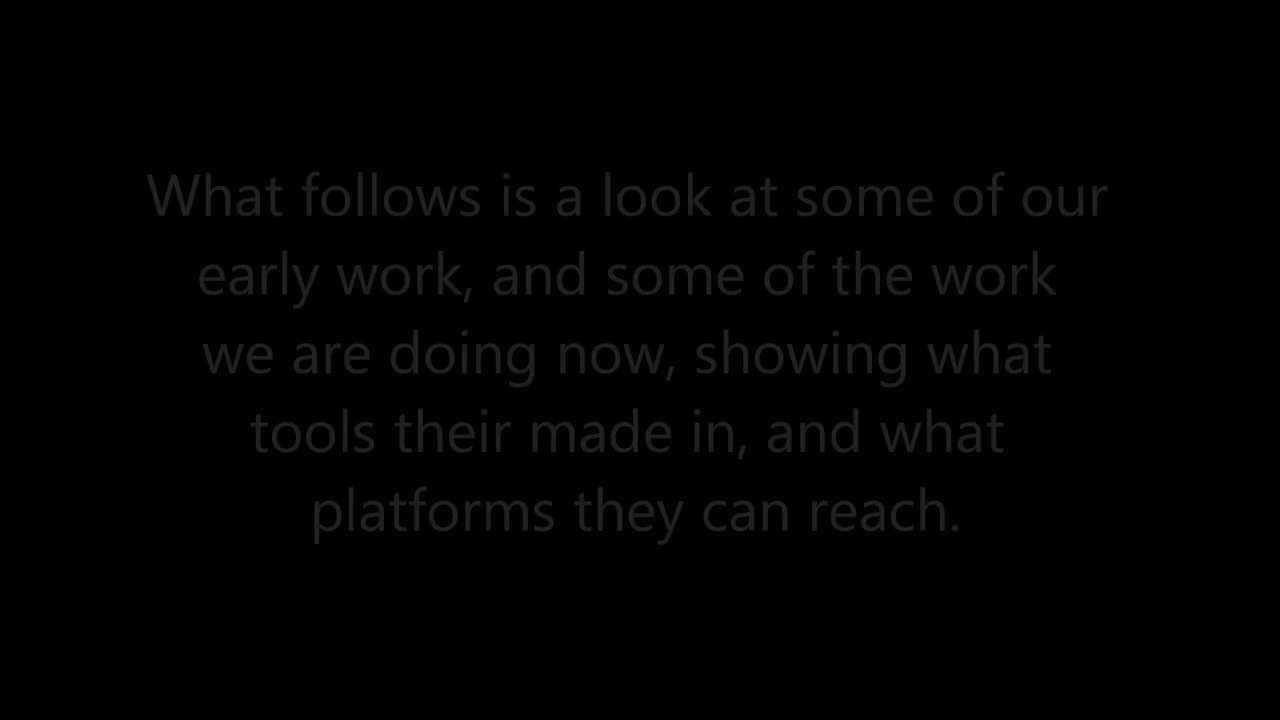 What follows is a look at some of our
early work, and some of the work
we are doing now, showing what
tools their made in, and what
platforms they can reach.